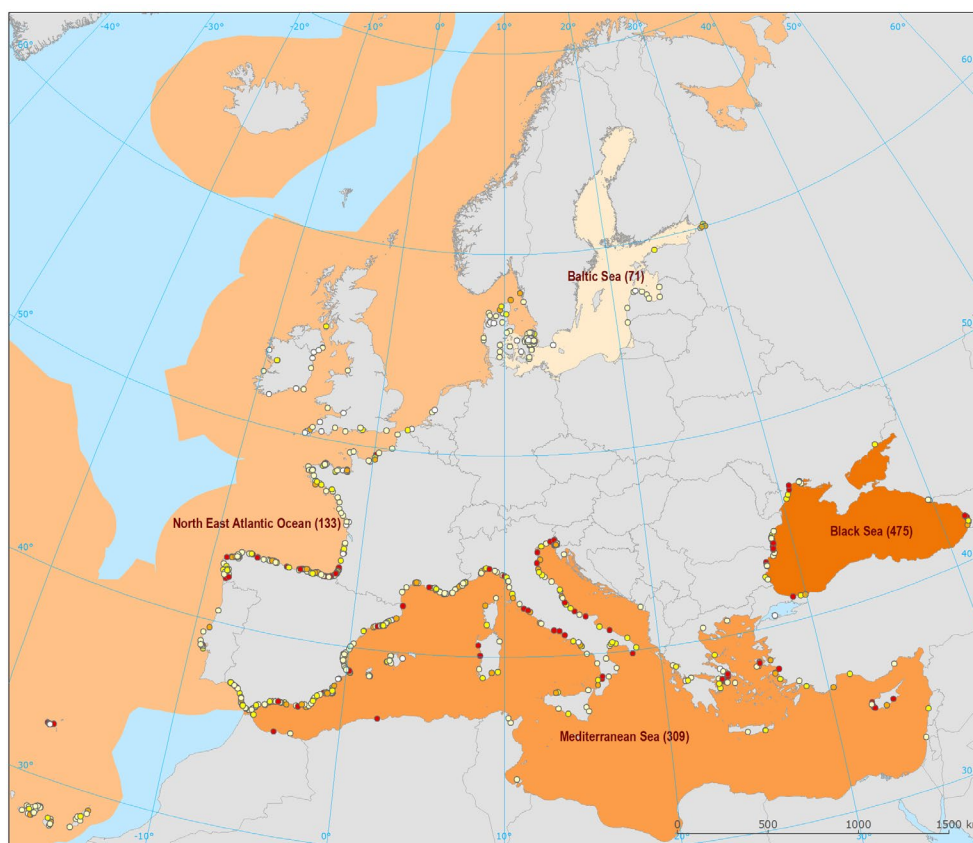 -40° -30° -20° -10° 0° 10° 20° 30° 40° 50° 60°
60°
50°
50°
Baltic Sea (71)
North East Atlantic Ocean (133)
Black Sea (475)
40°
40°
Mediterranean Sea (309)
30°
30°
0 500 1000 1500 km
-10° 0° 10° 20° 30°